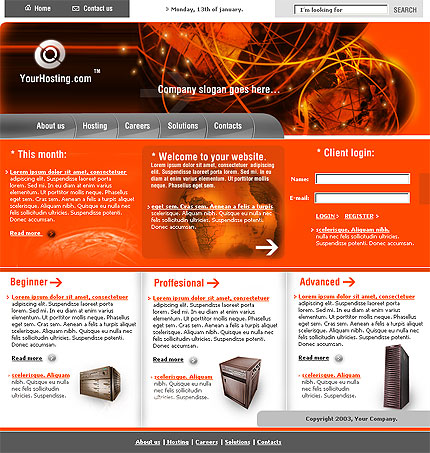 Home
Contact us
Monday, 13th of january.
I'm looking for
SEARCH
YourHosting.com ™
Company slogan goes here...
About us
Hosting
Careers
Solutions
Contacts
* This month:
Lorem ipsum dolor sit amet, consectetuer
adipiscing elit. Suspendisse laoreet porta
lorem. Sed mi. In eu diam at enim varius
elementum. Ut porttitor mollis neque. Phasellus
eget sem. Cras. Aenean a felis ts turpis aliquet
scelerisque. Aliquam nibh. Quisque eu nulla nec
felis sollicitudin ultricies. Suspendisse potenti.
Donec accumsan.
Read more
* Welcome to your website.
Lorem ipsum dolor sit amet, consectetuer adipiscing elit.
Suspendisse laoreet porta lorem. Sed mi. In eu diam
at enim varius elementum. Ut porttitor mollis
neque. Phasellus
eget sem. Cras. Aenean a felis ts turpis
scelerisque. Aliquam nibh. Quisque eu nulla nec
felis sollicitudin ultricies. Suspendisse potenti.
Donec accumsan.
* Client login:
Name:
E-mail:
LOGIN > REGISTER >
scelerisque. Aliquam nibh.
nulla nec felis sollicitudin ultricies.
Suspendisse potenti. Donec accumsan.
Beginner
Lorem ipsum dolor sit amet, consectetuer
adipiscing elit. Suspendisse laoreet porta
lorem. Sed mi. In eu diam at enim varius
elementum. Ut porttitor mollis neque. Phasellus
eget sem. Cras. Aenean a felis a turpis aliquet
scelerisque. Aliquam nibh. Quisque eu nulla nec
felis sollicitudin ultricies. Suspendisse potenti.
Donec accumsan.
Read more
scelerisque. Aliquam
nibh. Quisque eu nulla
nec felis sollicitudin
ultricies. Suspendisse
Proffesional
Lorem ipsum dolor sit amet, consectetuer
adipiscing elit. Suspendisse laoreet porta
lorem. Sed mi. In eu diam at enim varius
elementum. Ut porttitor mollis neque. Phasellus
eget sem. Cras. Aenean a felis a turpis aliquet
scelerisque. Aliquam nibh. Quisque eu nulla nec
felis sollicitudin ultricies. Suspendisse potenti.
Donec accumsan.
Read more
scelerisque. Aliquam
nibh. Quisque eu nulla
nec felis sollicitudin
ultricies. Suspendisse
Advanced
Lorem ipsum dolor sit amet, consectetuer
adipiscing elit. Suspendisse laoreet porta
lorem. Sed mi. In eu diam at enim varius
elementum. Ut porttitor mollis neque. Phasellus
eget sem. Cras. Aenean a felis a turpis aliquet
scelerisque. Aliquam nibh. Quisque eu nulla nec
felis sollicitudin ultricies. Suspendisse potenti.
Donec accumsan.
Read more
scelerisque. Aliquam
nibh. Quisque eu nulla
nec felis sollicitudin
ultricies. Suspendisse
Copyright 2003, Your Company.
About us | Hosting | Careers | Solutions | Contacts